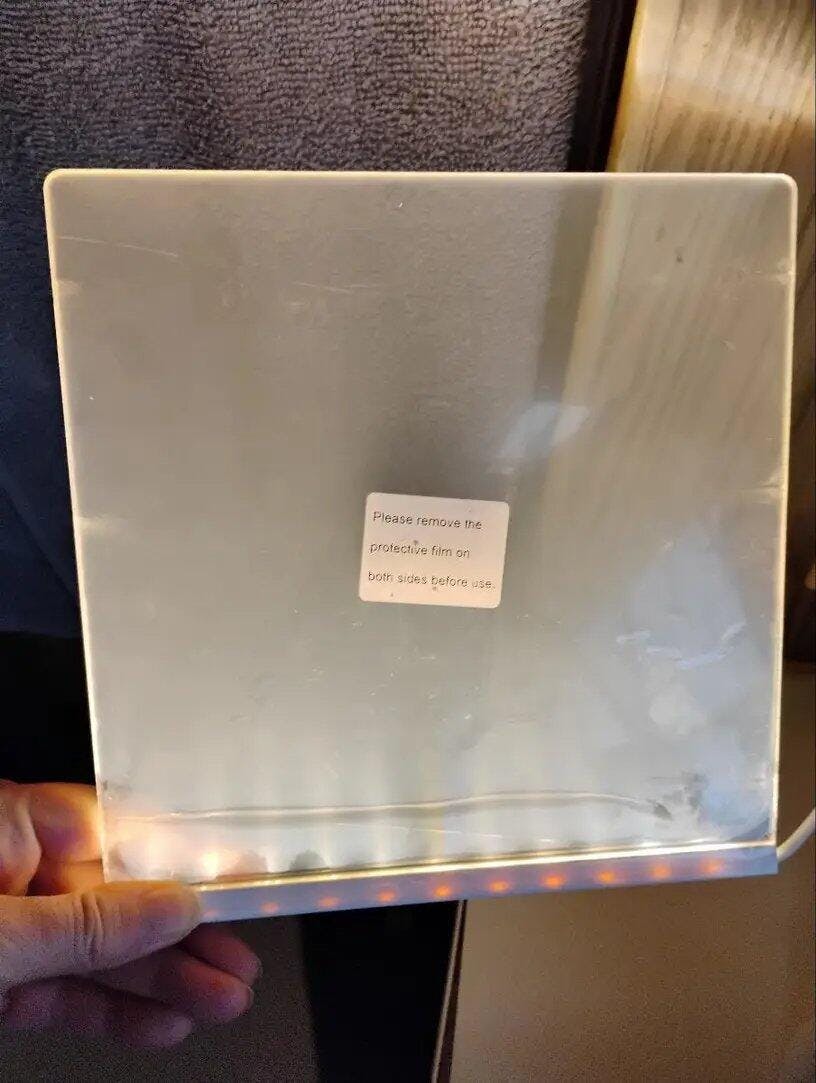 Please remove the
protective film on
both sides before use.